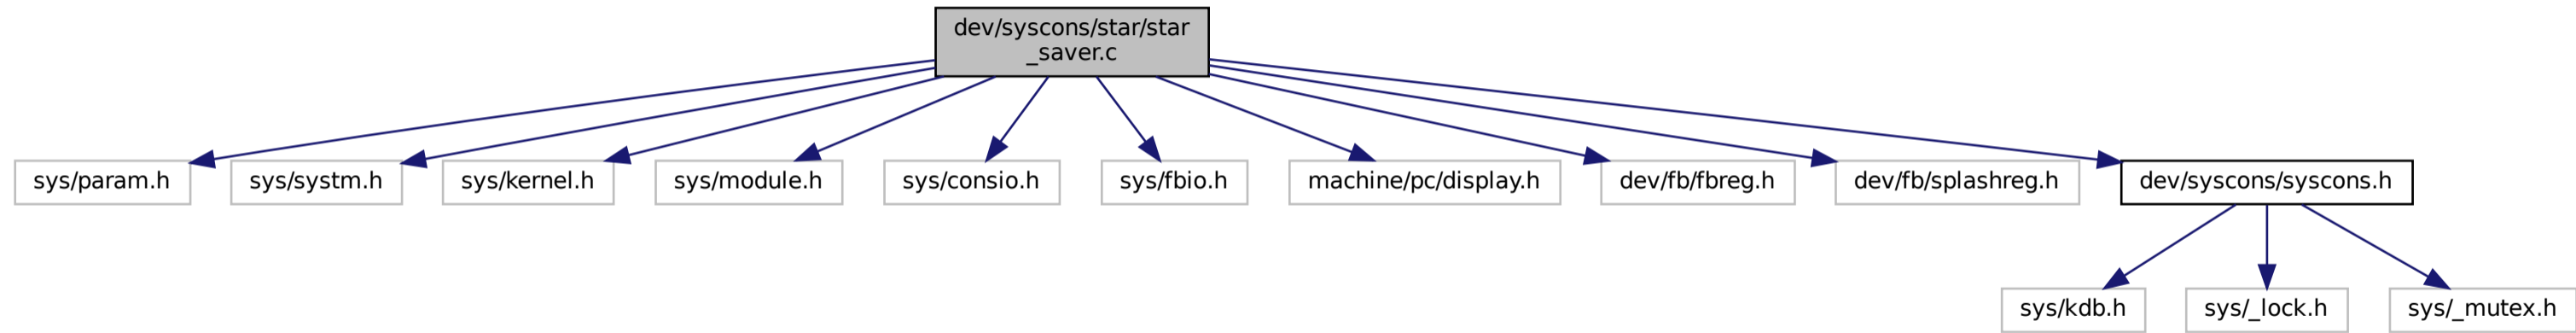 dev/syscons/star/star
_saver.c
sys/param.h
sys/systm.h
sys/kernel.h
sys/module.h
sys/consio.h
sys/fbio.h
machine/pc/display.h
dev/fb/fbreg.h
dev/fb/splashreg.h
dev/syscons/syscons.h
sys/kdb.h
sys/_lock.h
sys/_mutex.h